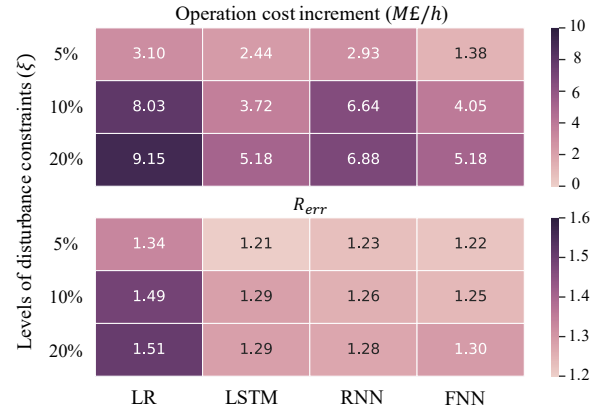 Operation cost increment (M£/h)
Levels of disturbance constraints (ξ)
5% 3.10 2.44 2.93 1.38
10% 8.03 3.72 6.64 4.05
20% 9.15 5.18 6.88 5.18
10
8
6
4
2
0
R_err
5% 1.34 1.21 1.23 1.22
10% 1.49 1.29 1.26 1.25
20% 1.51 1.29 1.28 1.30
1.6
1.5
1.4
1.3
1.2
LR LSTM RNN FNN